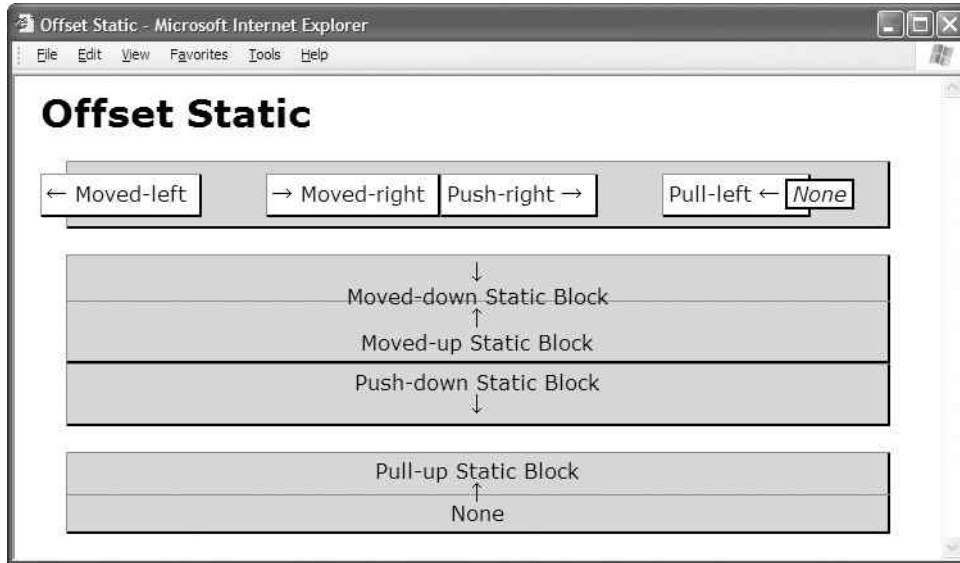 Offset Static - Microsoft Internet Explorer
File Edit View Favorites Tools Help
Offset Static
← Moved-left → Moved-right Push-right → Pull-left ← None
↓
Moved-down Static Block
↑
Moved-up Static Block
Push-down Static Block
↓
Pull-up Static Block
↑
None